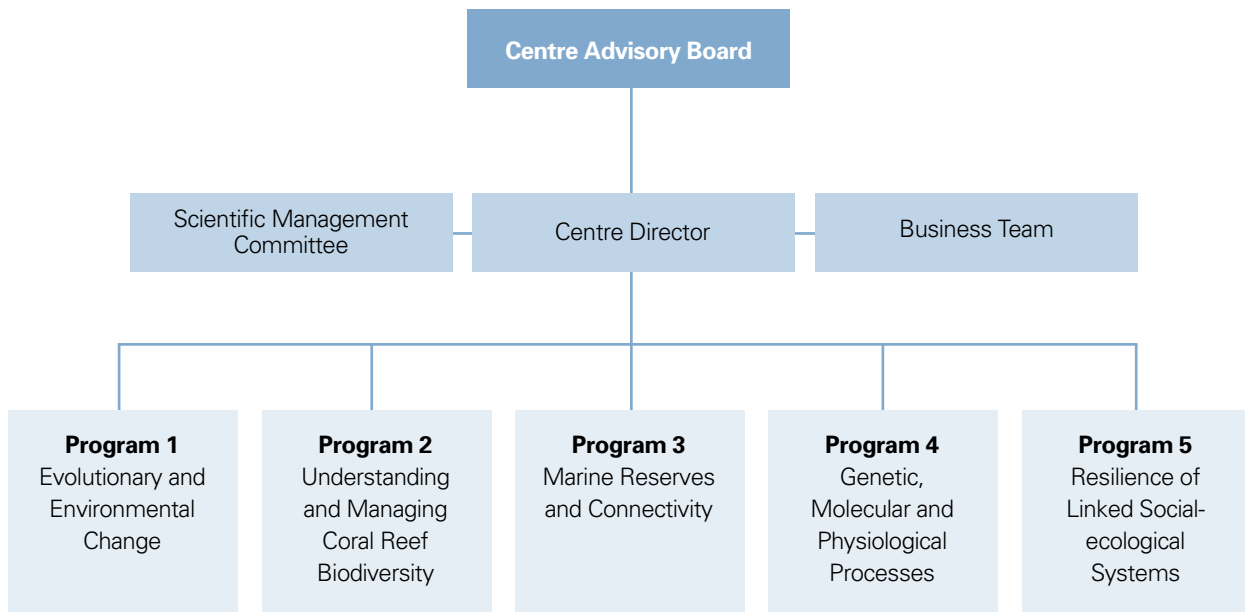 Centre Advisory Board
Scientific Management
Committee
Centre Director
Business Team
Program 1
Evolutionary and
Environmental
Change
Program 2
Understanding
and Managing
Coral Reef
Biodiversity
Program 3
Marine Reserves
and Connectivity
Program 4
Genetic,
Molecular and
Physiological
Processes
Program 5
Resilience of
Linked Social-
ecological
Systems